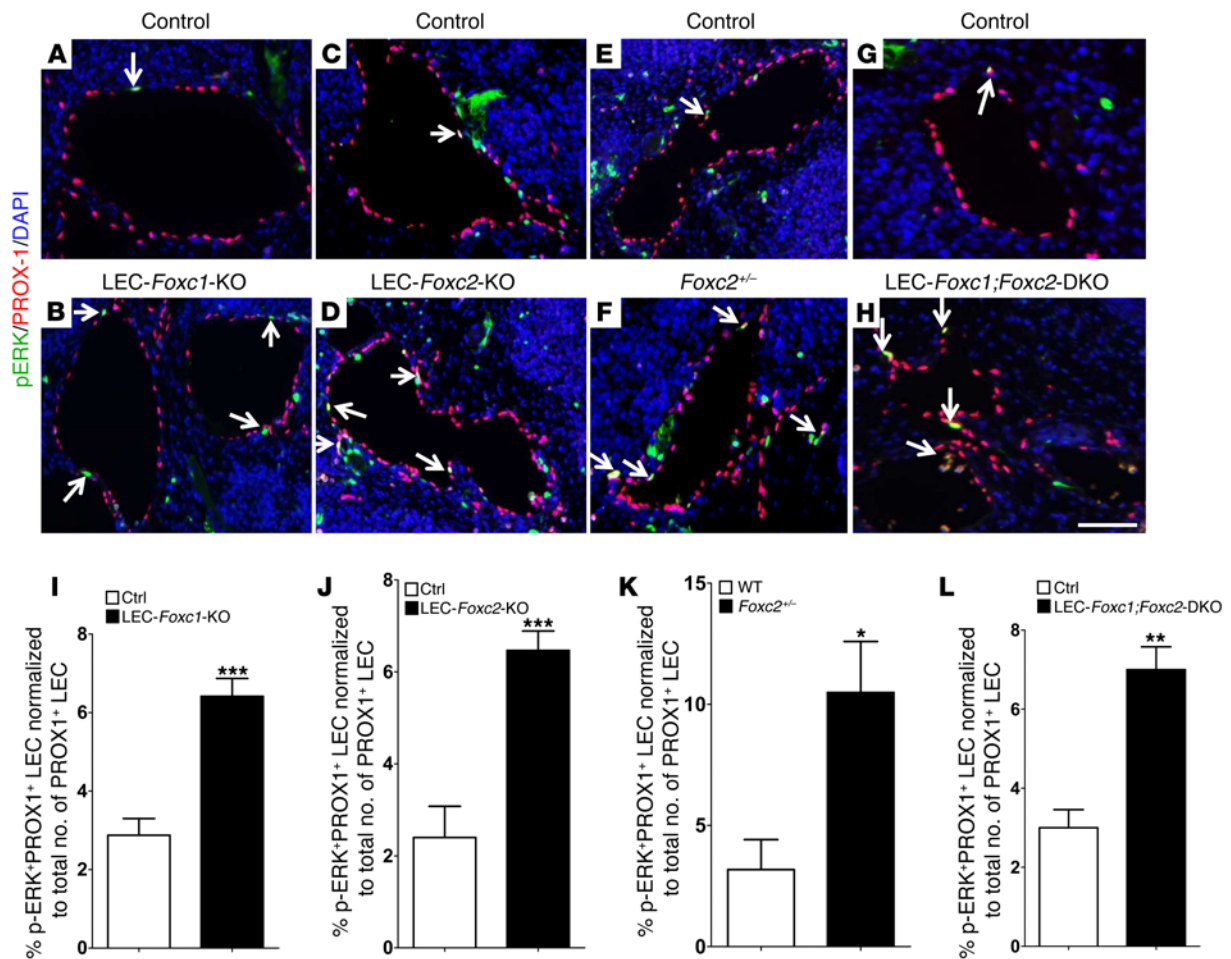 Control
Control
Control
Control
A
C
E
G
pERK/PROX-1/DAPI
LEC-Foxc1-KO
LEC-Foxc2-KO
Foxc2+/–
LEC-Foxc1;Foxc2-DKO
B
D
F
H
I
Ctrl
LEC-Foxc1-KO
% p-ERK+PROX1+ LEC normalized
to total no. of PROX1+ LEC
8
6
4
2
0
***
J
Ctrl
LEC-Foxc2-KO
% p-ERK+PROX1+ LEC normalized
to total no. of PROX1+ LEC
8
6
4
2
0
***
K
WT
Foxc2+/–
% p-ERK+PROX1+ LEC normalized
to total no. of PROX1+ LEC
15
10
5
0
*
L
Ctrl
LEC-Foxc1;Foxc2-DKO
% p-ERK+PROX1+ LEC normalized
to total no. of PROX1+ LEC
8
6
4
2
0
**